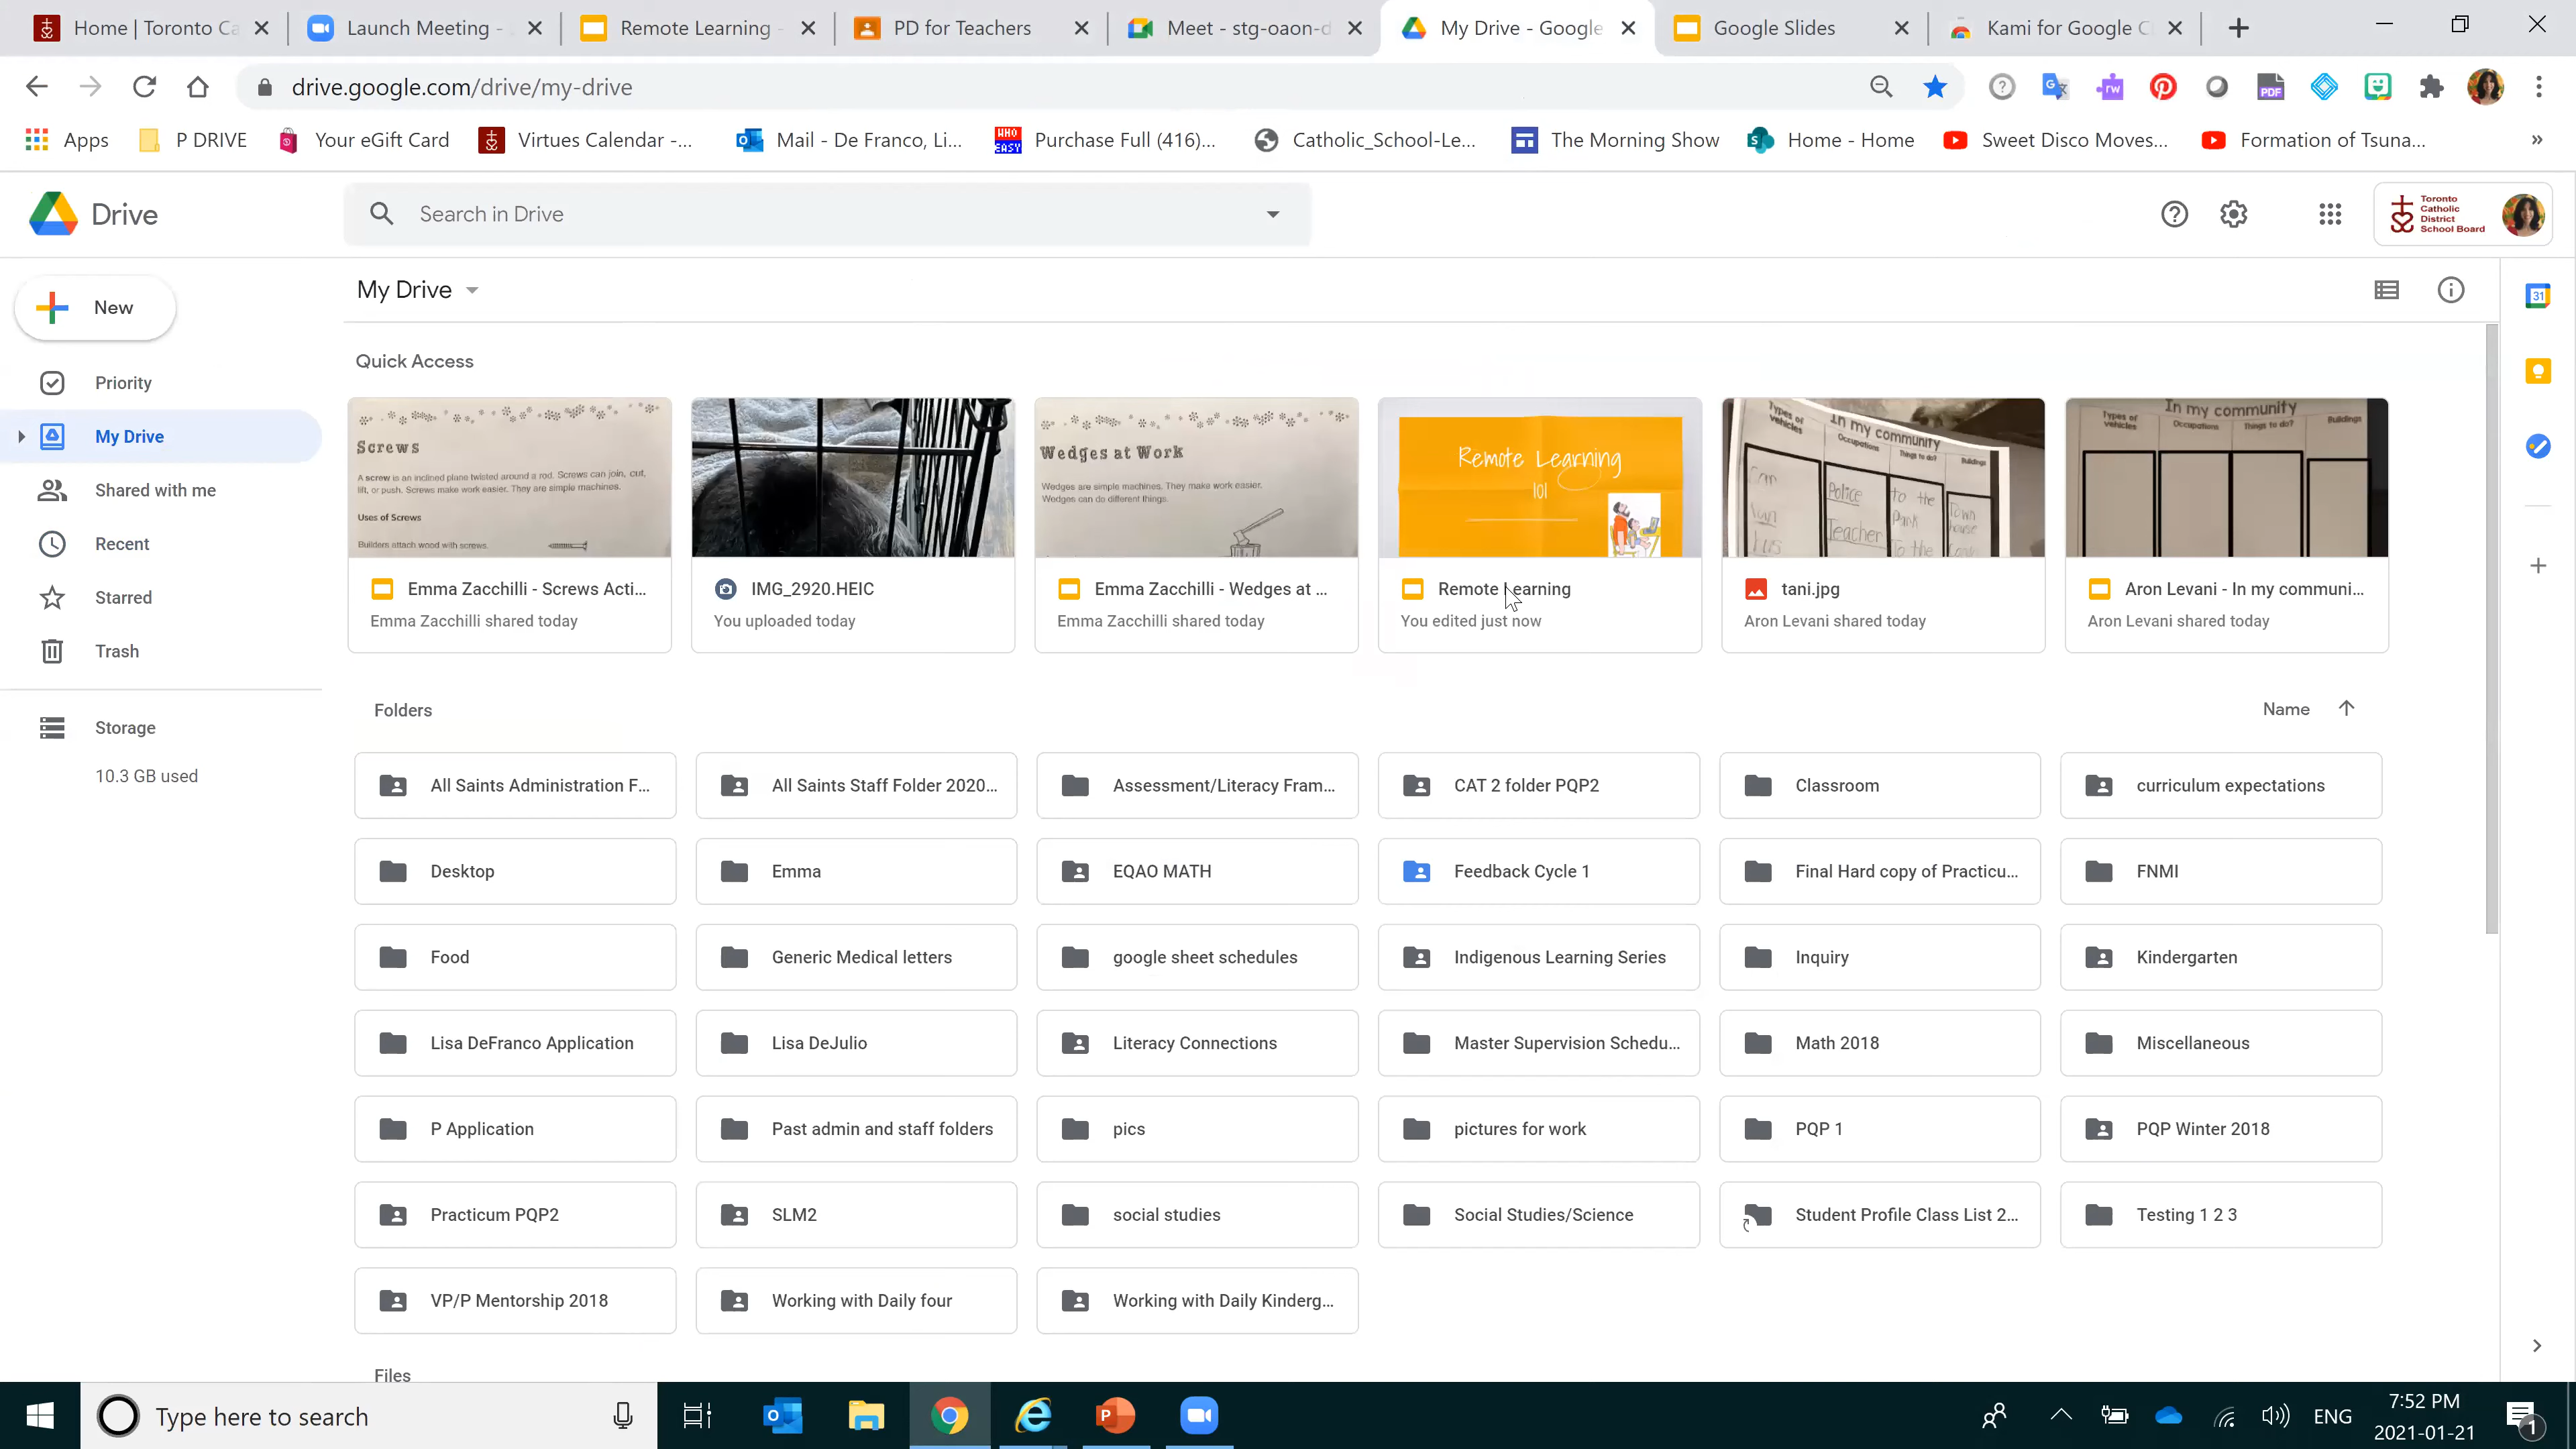 Home | Toronto Ca
Launch Meeting -
Remote Learning -
PD for Teachers
Meet - stg-oaon-d
My Drive - Google
Google Slides
Kami for Google C
drive.google.com/drive/my-drive
Apps
P DRIVE
Your eGift Card
Virtues Calendar -...
Mail - De Franco, Li...
WHO EASY
Purchase Full (416)...
Catholic_School-Le...
The Morning Show
Home - Home
Sweet Disco Moves...
Formation of Tsuna...
Drive
Search in Drive
Toronto
Catholic
District
School Board
New
My Drive
Priority
My Drive
Shared with me
Recent
Starred
Trash
Storage
10.3 GB used
Quick Access
Screws
A screw is an inclined plane twisted around a rod. Screws can join, cut,
lift, or push. Screws make work easier. They are simple machines.
Uses of Screws
Builders attach wood with screws.
Emma Zacchilli - Screws Acti...
Emma Zacchilli shared today
IMG_2920.HEIC
You uploaded today
Wedges at Work
Wedges are simple machines. They make work easier.
Wedges can do different things.
Emma Zacchilli - Wedges at ...
Emma Zacchilli shared today
Remote Learning
101
Remote Learning
You edited just now
In my community
Types of vehicles
Occupations
Things to do?
Buildings
Police
Teacher
to the
Park
To the
tani.jpg
Aron Levani shared today
In my community
Types of vehicles
Occupations
Things to do?
Buildings
Aron Levani - In my communi...
Aron Levani shared today
Folders
Name
All Saints Administration F...
All Saints Staff Folder 2020...
Assessment/Literacy Fram...
CAT 2 folder PQP2
Classroom
curriculum expectations
Desktop
Emma
EQAO MATH
Feedback Cycle 1
Final Hard copy of Practicu...
FNMI
Food
Generic Medical letters
google sheet schedules
Indigenous Learning Series
Inquiry
Kindergarten
Lisa DeFranco Application
Lisa DeJulio
Literacy Connections
Master Supervision Schedu...
Math 2018
Miscellaneous
P Application
Past admin and staff folders
pics
pictures for work
PQP 1
PQP Winter 2018
Practicum PQP2
SLM2
social studies
Social Studies/Science
Student Profile Class List 2...
Testing 1 2 3
VP/P Mentorship 2018
Working with Daily four
Working with Daily Kinderg...
Files
Type here to search
ENG
7:52 PM
2021-01-21
1